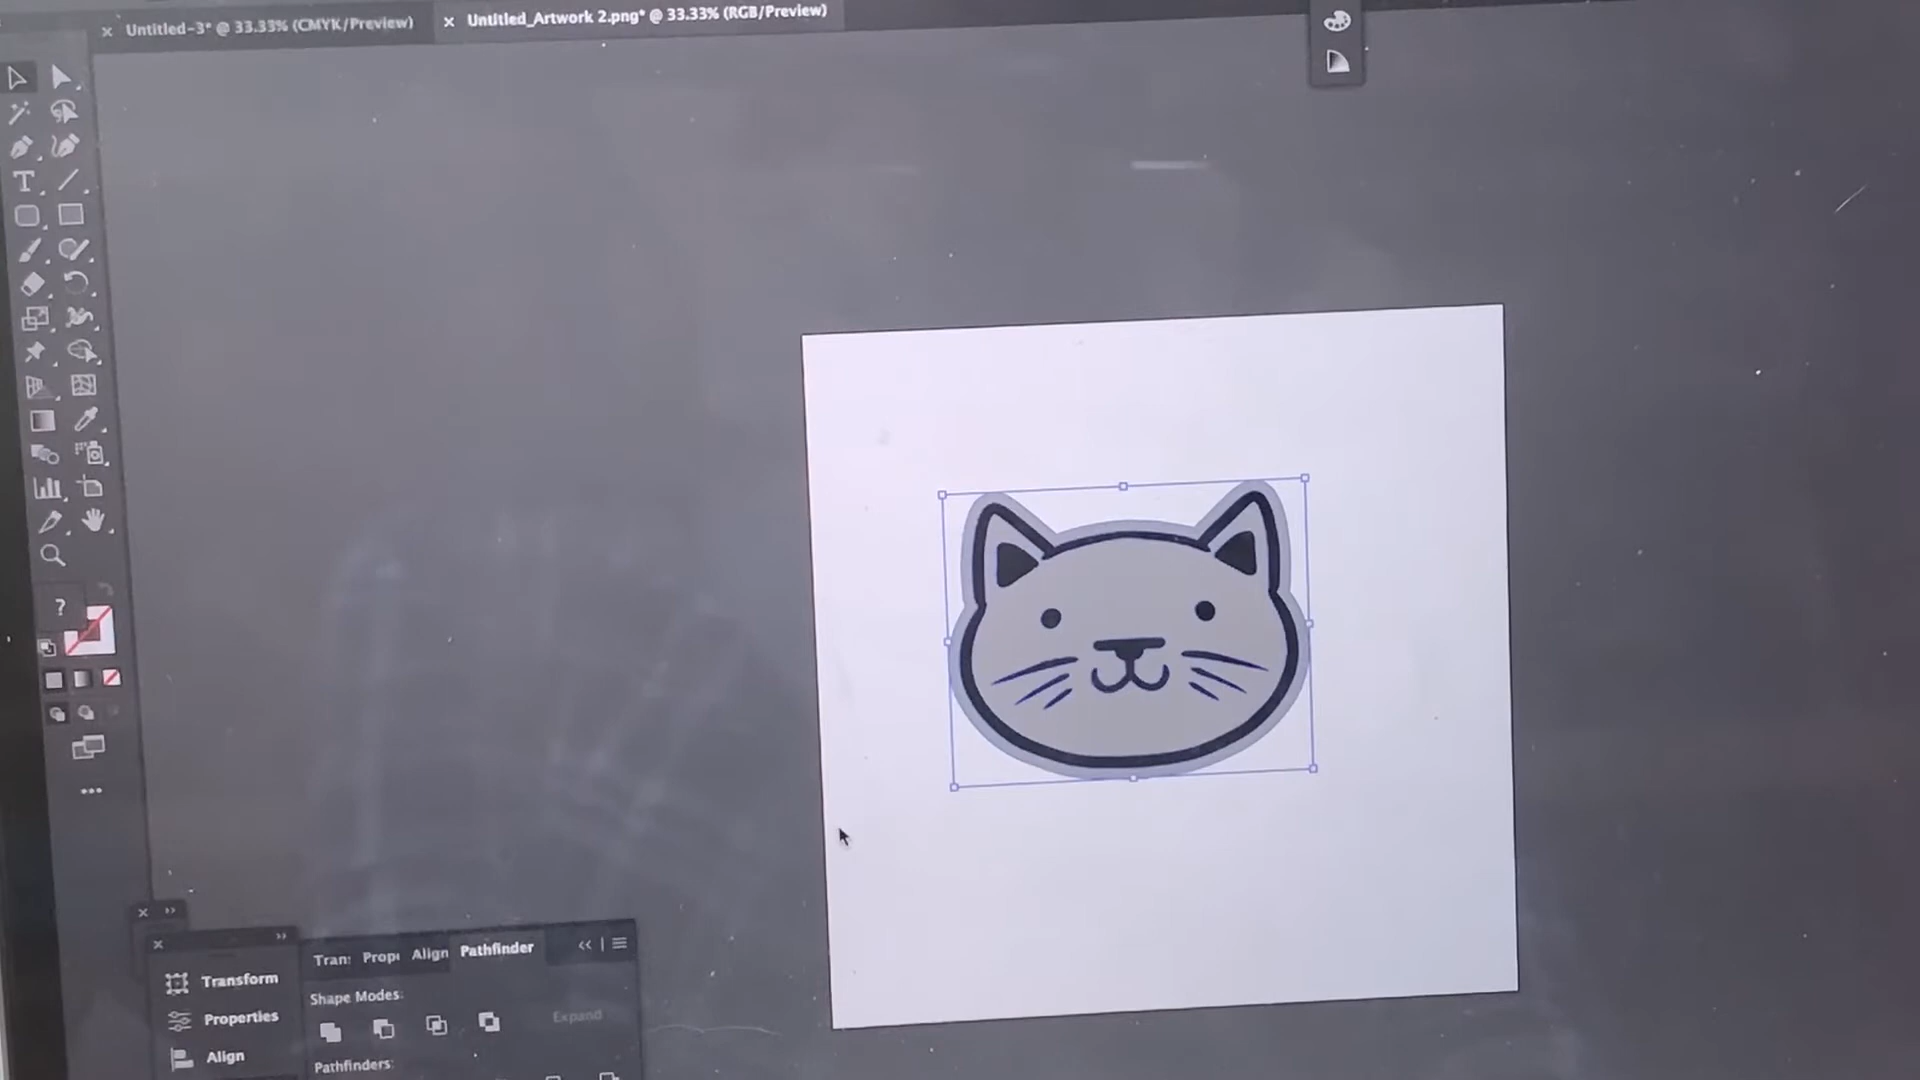 Untitled-3* @ 33.33% (CMYK/Preview)
Untitled_Artwork 2.png* @ 33.33% (RGB/Preview)
T
?
Transform
Properties
Align
Tran: Prop Align Pathfinder
Shape Modes:
Expand
Pathfinders: